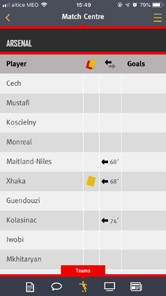 altice MEO 15:49 79%
Match Centre
ARSENAL
Player Goals
Cech
Mustafi
Koscielny
Monreal
Maitland-Niles 68'
Xhaka 68'
Guendouzi
Kolasinac 74'
Iwobi
Mkhitaryan
Teams